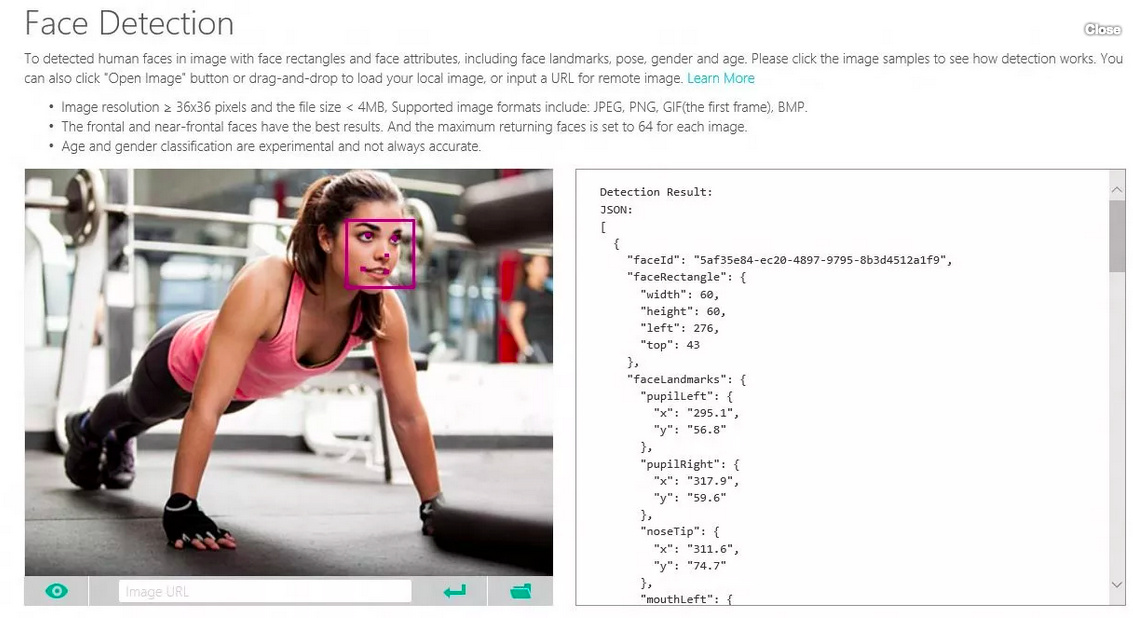 Face Detection
Close
To detected human faces in image with face rectangles and face attributes, including face landmarks, pose, gender and age. Please click the image samples to see how detection works. You
can also click "Open Image" button or drag-and-drop to load your local image, or input a URL for remote image. Learn More
• Image resolution ≥ 36x36 pixels and the file size < 4MB, Supported image formats include: JPEG, PNG, GIF(the first frame), BMP.
• The frontal and near-frontal faces have the best results. And the maximum returning faces is set to 64 for each image.
• Age and gender classification are experimental and not always accurate.
Detection Result:
JSON:
[
{
"faceId": "5af35e84-ec20-4897-9795-8b3d4512a1f9",
"faceRectangle": {
"width": 60,
"height": 60,
"left": 276,
"top": 43
},
"faceLandmarks": {
"pupilLeft": {
"x": "295.1",
"y": "56.8"
},
"pupilRight": {
"x": "317.9",
"y": "59.6"
},
"noseTip": {
"x": "311.6",
"y": "74.7"
},
"mouthLeft": {
Image URL